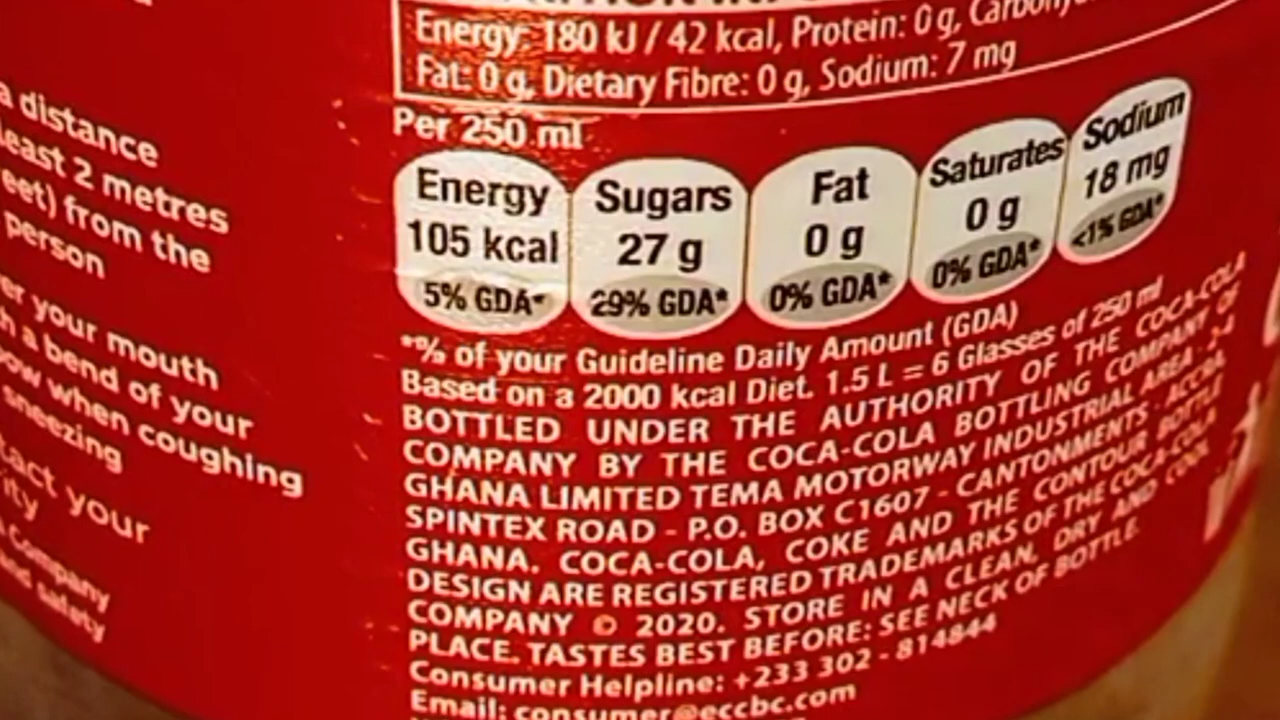 a distance
least 2 metres
eet) from the
person
er your mouth
h a bend of your
ow when coughing
sneezing
tact your
ity
Company
and safety
Energy: 180 kJ / 42 kcal, Protein: 0 g,
Fat: 0 g, Dietary Fibre: 0 g, Sodium: 7 mg
Per 250 ml
Energy
105 kcal
5% GDA*
Sugars
27 g
29% GDA*
Fat
0 g
0% GDA*
Saturates
0 g
0% GDA*
Sodium
18 mg
<1% GDA*
*% of your Guideline Daily Amount (GDA)
Based on a 2000 kcal Diet. 1.5 L = 6 Glasses of 250 ml
BOTTLED UNDER THE AUTHORITY OF THE COCA-COLA
COMPANY BY THE COCA-COLA BOTTLING COMPANY OF
GHANA LIMITED TEMA MOTORWAY INDUSTRIAL AREA - 24
SPINTEX ROAD - P.O. BOX C1607 - CANTONMENTS - ACCRA
GHANA. COCA-COLA, COKE AND THE CONTOUR BOTTLE
DESIGN ARE REGISTERED TRADEMARKS OF THE COCA-COLA
COMPANY © 2020. STORE IN A CLEAN, DRY AND COOL
PLACE. TASTES BEST BEFORE: SEE NECK OF BOTTLE.
Consumer Helpline: +233 302 - 814844
Email: consumer@eccbc.com